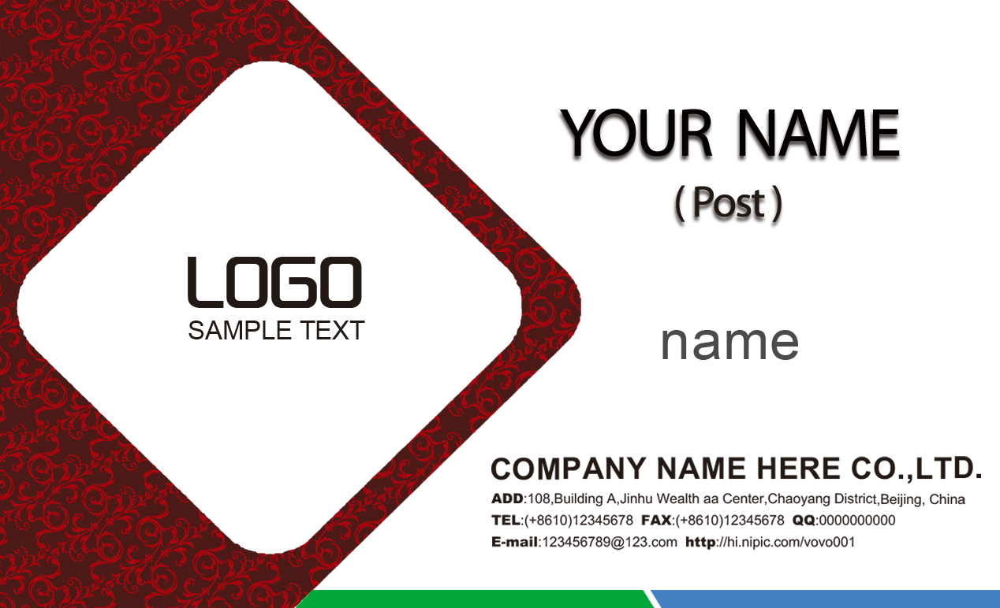 LOGO
SAMPLE TEXT
YOUR NAME
( Post )
name
COMPANY NAME HERE CO.,LTD.
ADD:108,Building A,Jinhu Wealth aa Center,Chaoyang District,Beijing, China
TEL:(+8610)12345678 FAX:(+8610)12345678 QQ:0000000000
E-mail:123456789@123.com http://hi.nipic.com/vovo001